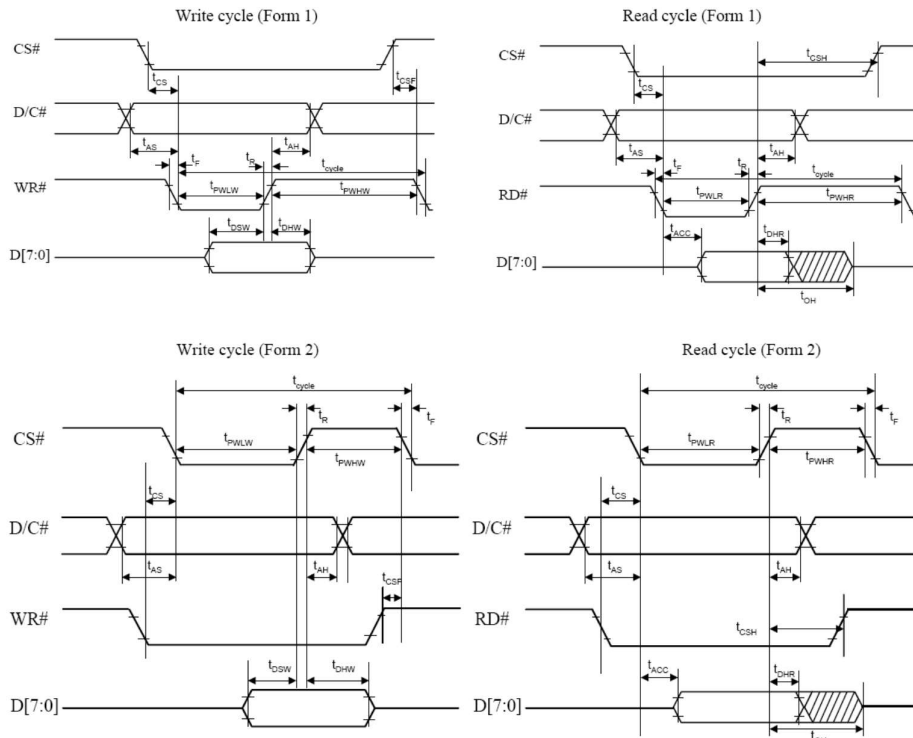 Write cycle (Form 1)
CS#
tCS
tCSF
D/C#
tAS
tF
tR
tAH
tcycle
WR#
tPWLW
tPWHW
tDSW
tDHW
D[7:0]
Read cycle (Form 1)
CS#
tCSH
tCS
D/C#
tAS
tF
tR
tAH
tcycle
RD#
tPWLR
tPWHR
tACC
tDHR
D[7:0]
tOH
Write cycle (Form 2)
tcycle
tR
tF
CS#
tPWLW
tPWHW
tCS
D/C#
tAS
tAH
tCSF
WR#
tDSW
tDHW
D[7:0]
Read cycle (Form 2)
tcycle
tR
tF
CS#
tPWLR
tPWHR
tCS
D/C#
tAS
tAH
RD#
tCSH
tACC
tDHR
D[7:0]